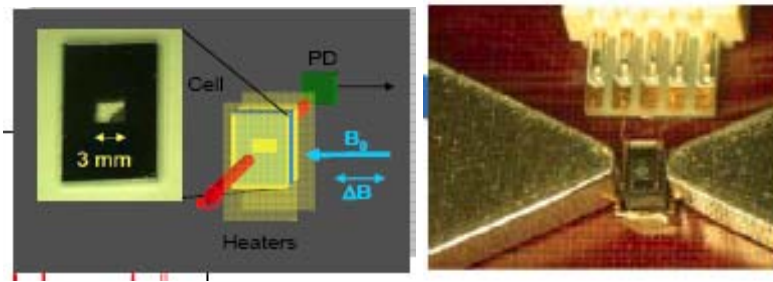 PD
Cell
B₀
3 mm
ΔB
Heaters